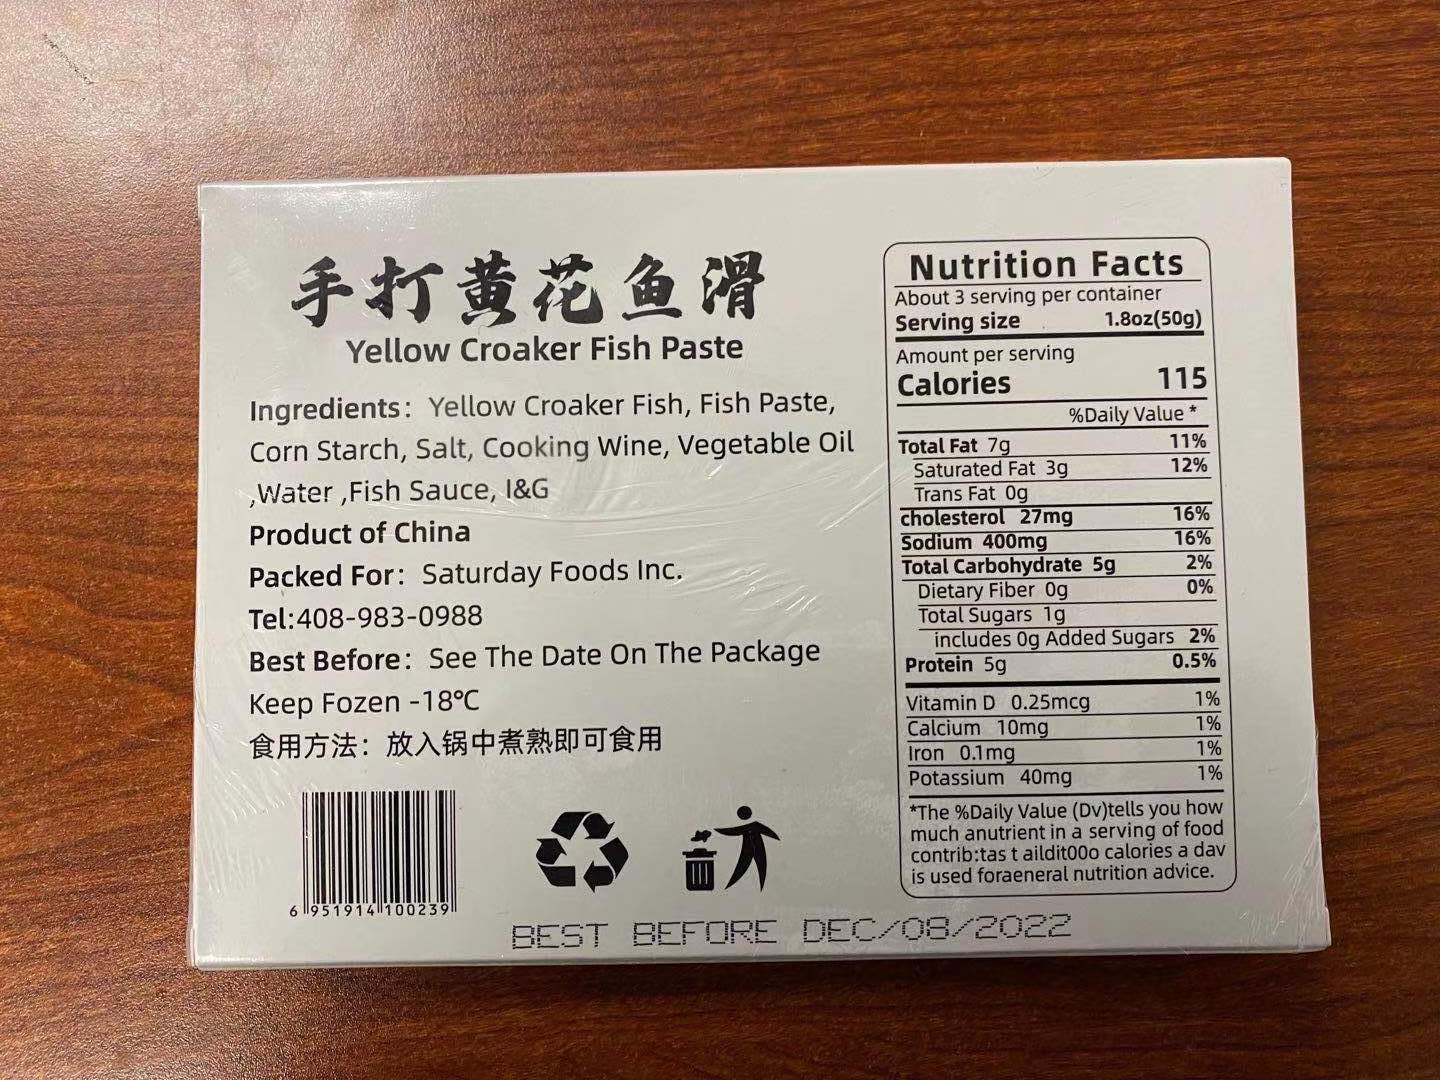 手打黄花鱼滑
Yellow Croaker Fish Paste
Ingredients: Yellow Croaker Fish, Fish Paste,
Corn Starch, Salt, Cooking Wine, Vegetable Oil
,Water ,Fish Sauce, I&G
Product of China
Packed For: Saturday Foods Inc.
Tel:408-983-0988
Best Before: See The Date On The Package
Keep Frozen -18℃
食用方法：放入锅中煮熟即可食用
6 951914 100239
BEST BEFORE DEC/08/2022
Nutrition Facts
About 3 serving per container
Serving size 1.8oz(50g)
Amount per serving
Calories 115
%Daily Value *
Total Fat 7g 11%
Saturated Fat 3g 12%
Trans Fat 0g
cholesterol 27mg 16%
Sodium 400mg 16%
Total Carbohydrate 5g 2%
Dietary Fiber 0g 0%
Total Sugars 1g
includes 0g Added Sugars 2%
Protein 5g 0.5%
Vitamin D 0.25mcg 1%
Calcium 10mg 1%
Iron 0.1mg 1%
Potassium 40mg 1%
*The %Daily Value (Dv)tells you how
much anutrient in a serving of food
contrib:tas t aildit00o calories a dav
is used foraeneral nutrition advice.